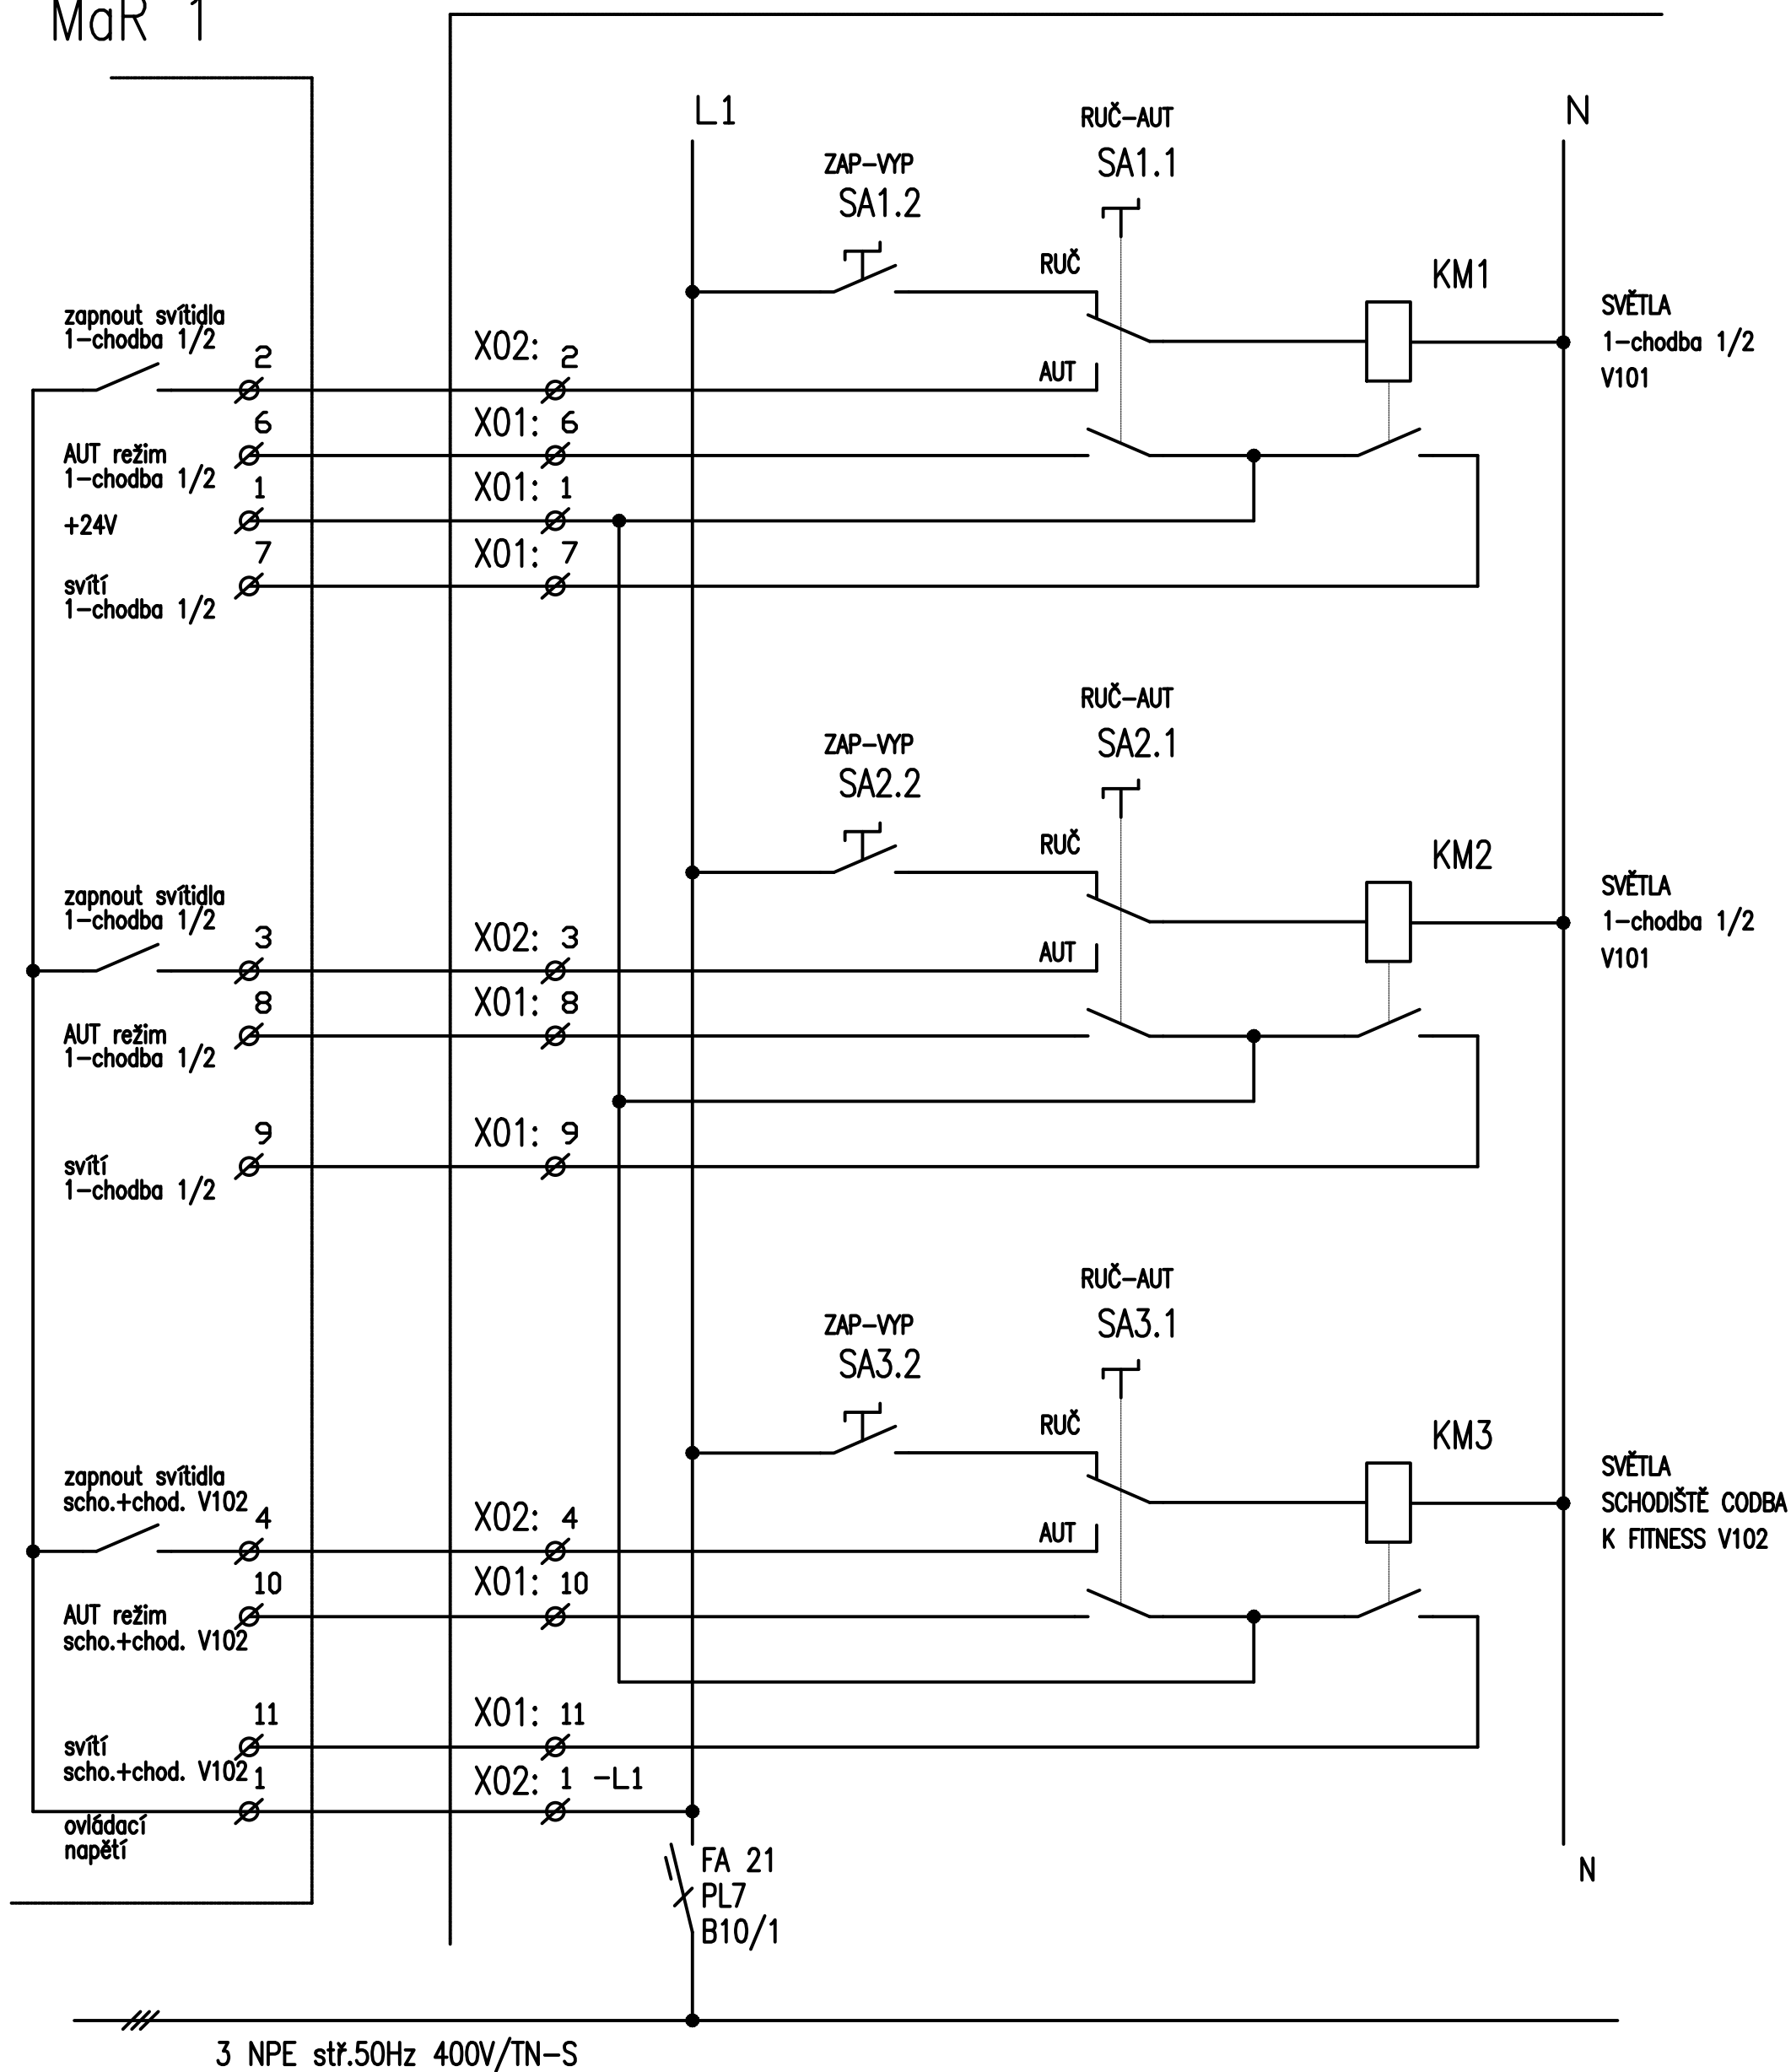 MaR 1
L1
N
RUČ-AUT
SA1.1
ZAP-VYP
SA1.2
RUČ
KM1
SVĚTLA
1-chodba 1/2
V101
zapnout svítidla
1-chodba 1/2
2
X02: 2
AUT
6
X01: 6
AUT režim
1-chodba 1/2
1
X01: 1
+24V
7
X01: 7
svítí
1-chodba 1/2
RUČ-AUT
SA2.1
ZAP-VYP
SA2.2
RUČ
KM2
SVĚTLA
1-chodba 1/2
V101
zapnout svítidla
1-chodba 1/2
3
X02: 3
AUT
8
X01: 8
AUT režim
1-chodba 1/2
9
X01: 9
svítí
1-chodba 1/2
RUČ-AUT
SA3.1
ZAP-VYP
SA3.2
RUČ
KM3
SVĚTLA
SCHODIŠTĚ CODBA
K FITNESS V102
zapnout svítidla
scho.+chod. V102
4
X02: 4
AUT
10
X01: 10
AUT režim
scho.+chod. V102
11
X01: 11
svítí
scho.+chod. V102
1
X02: 1 -L1
ovládací
napětí
FA 21
PL7
B10/1
N
3 NPE stř.50Hz 400V/TN-S